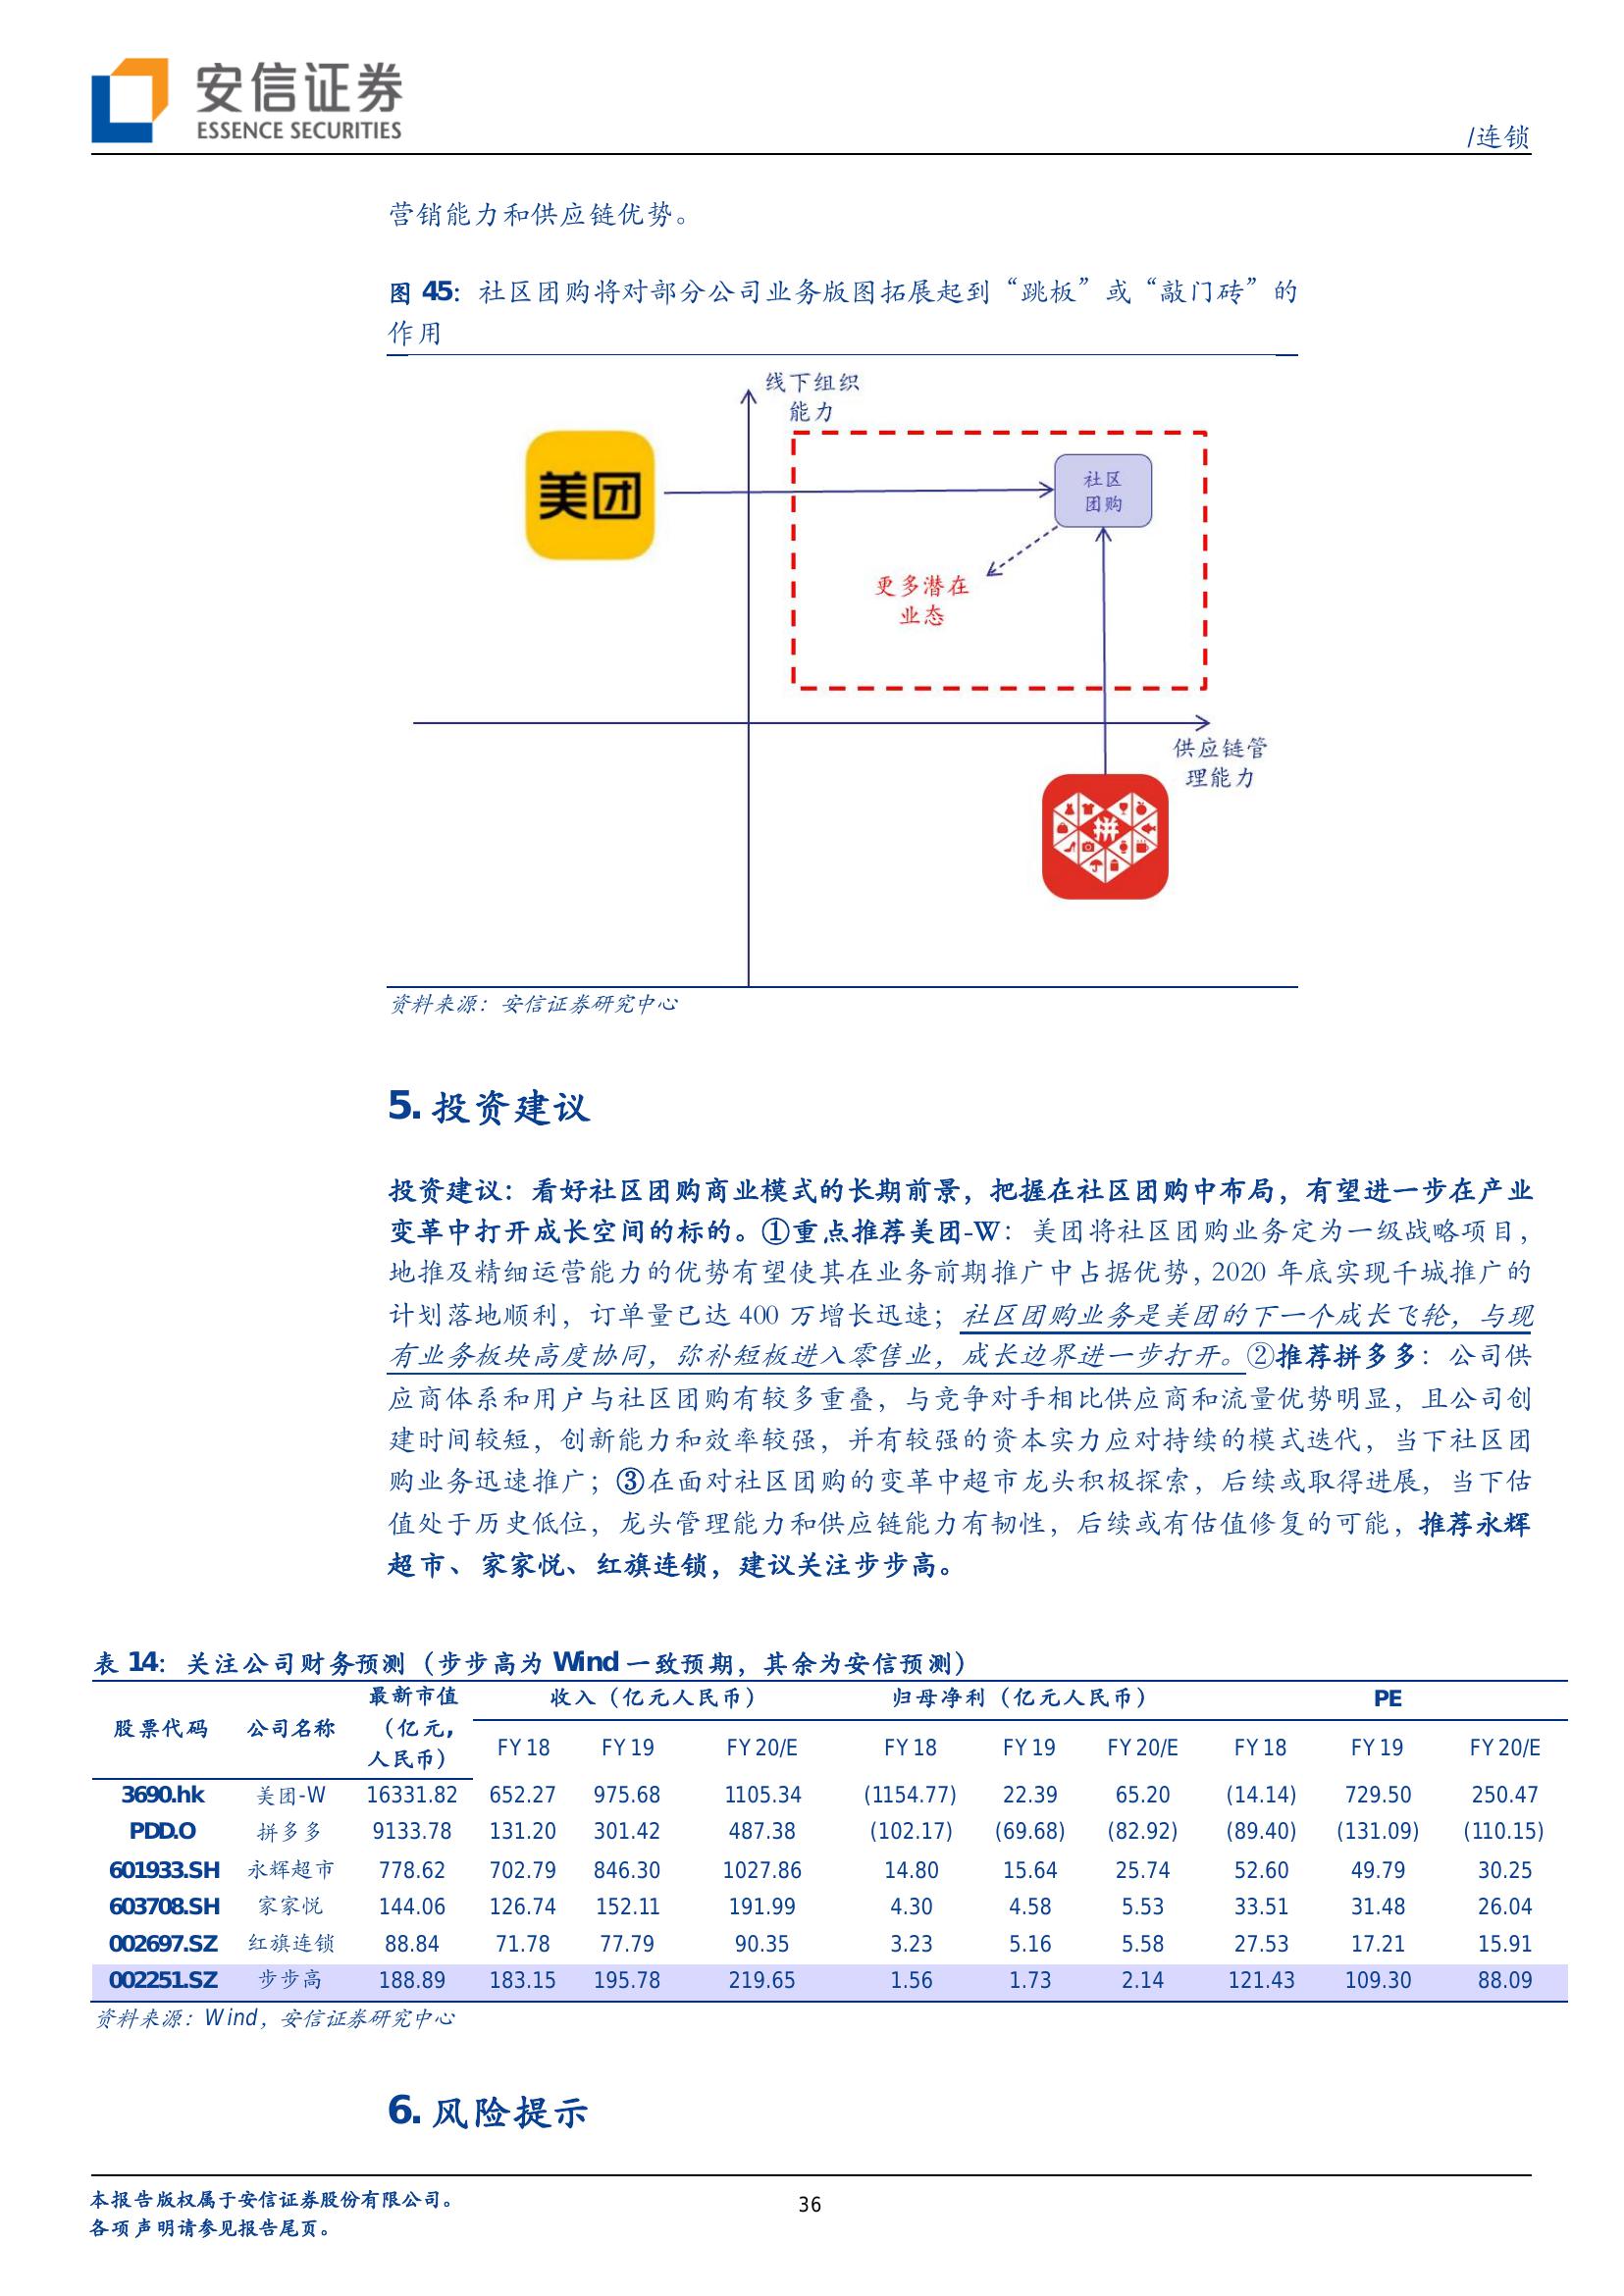 安信证券
ESSENCE SECURITIES
/连锁
营销能力和供应链优势。
图 45：社区团购将对部分公司业务版图拓展起到“跳板”或“敲门砖”的
作用
线下组织
能力
美团
社区
团购
更多潜在
业态
供应链管
理能力
拼
资料来源：安信证券研究中心
5. 投资建议
投资建议：看好社区团购商业模式的长期前景，把握在社区团购中布局，有望进一步在产业
变革中打开成长空间的标的。①重点推荐美团-W：美团将社区团购业务定为一级战略项目，
地推及精细运营能力的优势有望使其在业务前期推广中占据优势，2020 年底实现千城推广的
计划落地顺利，订单量已达 400 万增长迅速；社区团购业务是美团的下一个成长飞轮，与现
有业务板块高度协同，弥补短板进入零售业，成长边界进一步打开。②推荐拼多多：公司供
应商体系和用户与社区团购有较多重叠，与竞争对手相比供应商和流量优势明显，且公司创
建时间较短，创新能力和效率较强，并有较强的资本实力应对持续的模式迭代，当下社区团
购业务迅速推广；③在面对社区团购的变革中超市龙头积极探索，后续或取得进展，当下估
值处于历史低位，龙头管理能力和供应链能力有韧性，后续或有估值修复的可能，推荐永辉
超市、家家悦、红旗连锁，建议关注步步高。
表 14：关注公司财务预测（步步高为 Wind 一致预期，其余为安信预测）
股票代码 公司名称 最新市值（亿元，人民币） 收入（亿元人民币） 归母净利（亿元人民币） PE
FY18 FY19 FY20/E FY18 FY19 FY20/E FY18 FY19 FY20/E
3690.hk 美团-W 16331.82 652.27 975.68 1105.34 (1154.77) 22.39 65.20 (14.14) 729.50 250.47
PDD.O 拼多多 9133.78 131.20 301.42 487.38 (102.17) (69.68) (82.92) (89.40) (131.09) (110.15)
601933.SH 永辉超市 778.62 702.79 846.30 1027.86 14.80 15.64 25.74 52.60 49.79 30.25
603708.SH 家家悦 144.06 126.74 152.11 191.99 4.30 4.58 5.53 33.51 31.48 26.04
002697.SZ 红旗连锁 88.84 71.78 77.79 90.35 3.23 5.16 5.58 27.53 17.21 15.91
002251.SZ 步步高 188.89 183.15 195.78 219.65 1.56 1.73 2.14 121.43 109.30 88.09
资料来源：Wind，安信证券研究中心
6. 风险提示
本报告版权属于安信证券股份有限公司。
各项声明请参见报告尾页。
36